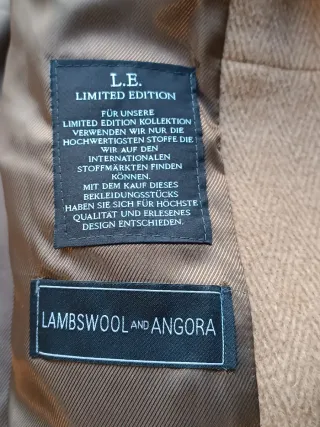 L.E.
LIMITED EDITION
FÜR UNSERE
LIMITED EDITION KOLLEKTION
VERWENDEN WIR NUR DIE
HOCHWERTIGSTEN STOFFE DIE
WIR AUF DEN
INTERNATIONALEN
STOFFMÄRKTEN FINDEN
KÖNNEN.
MIT DEM KAUF DIESES
BEKLEIDUNGSSTÜCKS
HABEN SIE SICH FÜR HÖCHSTE
QUALITÄT UND ERLESENES
DESIGN ENTSCHIEDEN.
LAMBSWOOL AND ANGORA